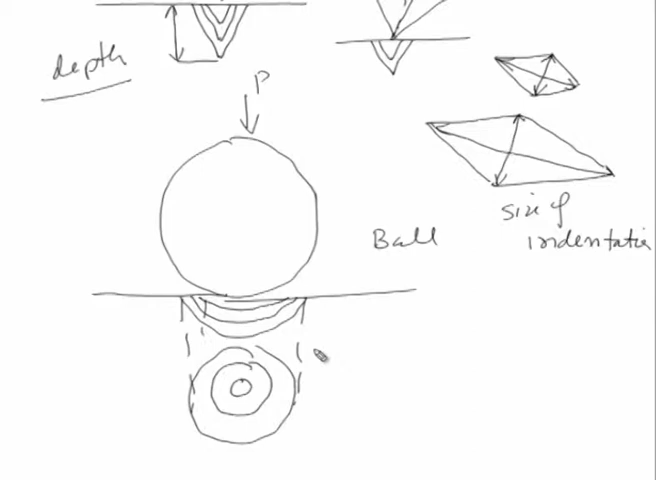 depth
P
Ball
size of
indentatio